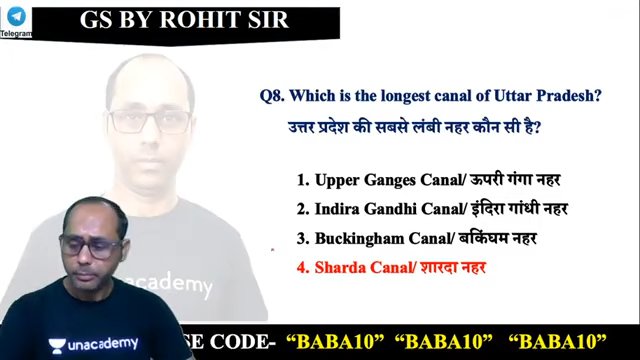 GS BY ROHIT SIR
Telegram
Q8. Which is the longest canal of Uttar Pradesh?
उत्तर प्रदेश की सबसे लंबी नहर कौन सी है?
1. Upper Ganges Canal/ ऊपरी गंगा नहर
2. Indira Gandhi Canal/ इंदिरा गांधी नहर
3. Buckingham Canal/ बकिंघम नहर
4. Sharda Canal/ शारदा नहर
unacademy
unacademy
SE CODE- “BABA10” “BABA10” “BABA10”